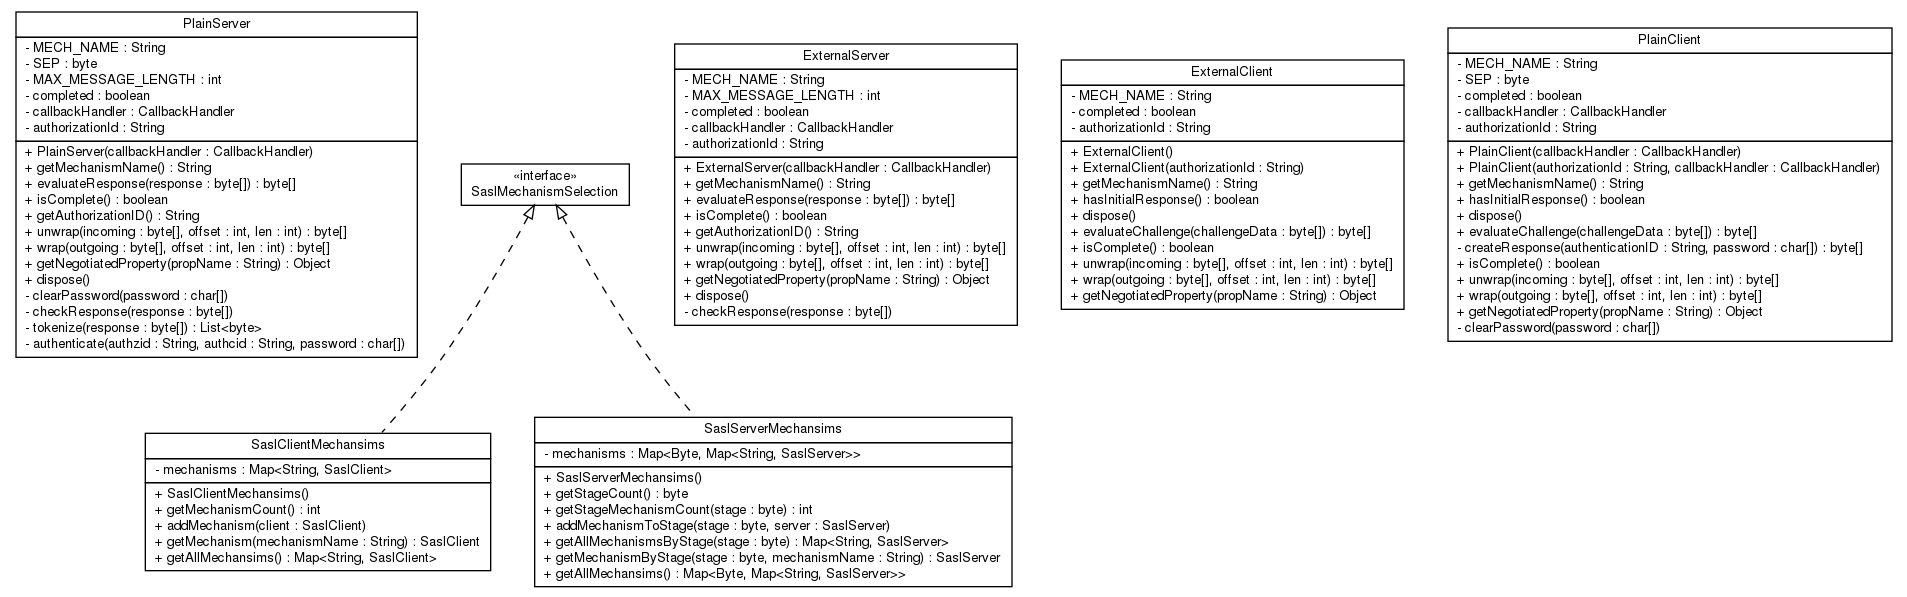 PlainServer
- MECH_NAME : String
- SEP : byte
- MAX_MESSAGE_LENGTH : int
- completed : boolean
- callbackHandler : CallbackHandler
- authorizationId : String
+ PlainServer(callbackHandler : CallbackHandler)
+ getMechanismName() : String
+ evaluateResponse(response : byte[]) : byte[]
+ isComplete() : boolean
+ getAuthorizationID() : String
+ unwrap(incoming : byte[], offset : int, len : int) : byte[]
+ wrap(outgoing : byte[], offset : int, len : int) : byte[]
+ getNegotiatedProperty(propName : String) : Object
+ dispose()
- clearPassword(password : char[])
- checkResponse(response : byte[])
- tokenize(response : byte[]) : List<byte>
- authenticate(authzid : String, authcid : String, password : char[])
«interface»
SaslMechanismSelection
ExternalServer
- MECH_NAME : String
- MAX_MESSAGE_LENGTH : int
- completed : boolean
- callbackHandler : CallbackHandler
- authorizationId : String
+ ExternalServer(callbackHandler : CallbackHandler)
+ getMechanismName() : String
+ evaluateResponse(response : byte[]) : byte[]
+ isComplete() : boolean
+ getAuthorizationID() : String
+ unwrap(incoming : byte[], offset : int, len : int) : byte[]
+ wrap(outgoing : byte[], offset : int, len : int) : byte[]
+ getNegotiatedProperty(propName : String) : Object
+ dispose()
- checkResponse(response : byte[])
ExternalClient
- MECH_NAME : String
- completed : boolean
- authorizationId : String
+ ExternalClient()
+ ExternalClient(authorizationId : String)
+ getMechanismName() : String
+ hasInitialResponse() : boolean
+ dispose()
+ evaluateChallenge(challengeData : byte[]) : byte[]
+ isComplete() : boolean
+ unwrap(incoming : byte[], offset : int, len : int) : byte[]
+ wrap(outgoing : byte[], offset : int, len : int) : byte[]
+ getNegotiatedProperty(propName : String) : Object
PlainClient
- MECH_NAME : String
- SEP : byte
- completed : boolean
- callbackHandler : CallbackHandler
- authorizationId : String
+ PlainClient(callbackHandler : CallbackHandler)
+ PlainClient(authorizationId : String, callbackHandler : CallbackHandler)
+ getMechanismName() : String
+ hasInitialResponse() : boolean
+ dispose()
+ evaluateChallenge(challengeData : byte[]) : byte[]
- createResponse(authenticationID : String, password : char[]) : byte[]
+ isComplete() : boolean
+ unwrap(incoming : byte[], offset : int, len : int) : byte[]
+ wrap(outgoing : byte[], offset : int, len : int) : byte[]
+ getNegotiatedProperty(propName : String) : Object
- clearPassword(password : char[])
SaslClientMechansims
- mechanisms : Map<String, SaslClient>
+ SaslClientMechansims()
+ getMechanismCount() : int
+ addMechanism(client : SaslClient)
+ getMechanism(mechanismName : String) : SaslClient
+ getAllMechansims() : Map<String, SaslClient>
SaslServerMechansims
- mechanisms : Map<Byte, Map<String, SaslServer>>
+ SaslServerMechansims()
+ getStageCount() : byte
+ getStageMechanismCount(stage : byte) : int
+ addMechanismToStage(stage : byte, server : SaslServer)
+ getAllMechanismsByStage(stage : byte) : Map<String, SaslServer>
+ getMechanismByStage(stage : byte, mechanismName : String) : SaslServer
+ getAllMechansims() : Map<Byte, Map<String, SaslServer>>